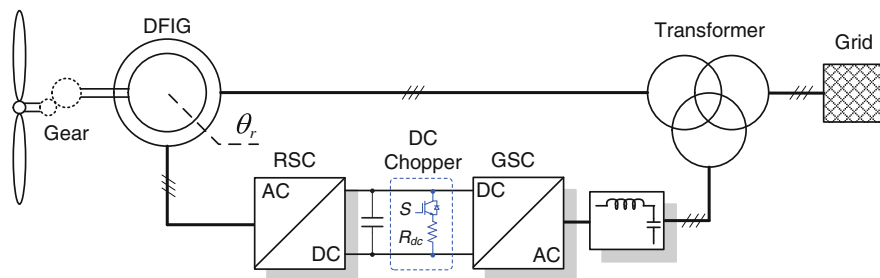 DFIG
Transformer
Grid
Gear
θr
RSC
DC
Chopper
GSC
AC
DC
S
Rdc
DC
AC